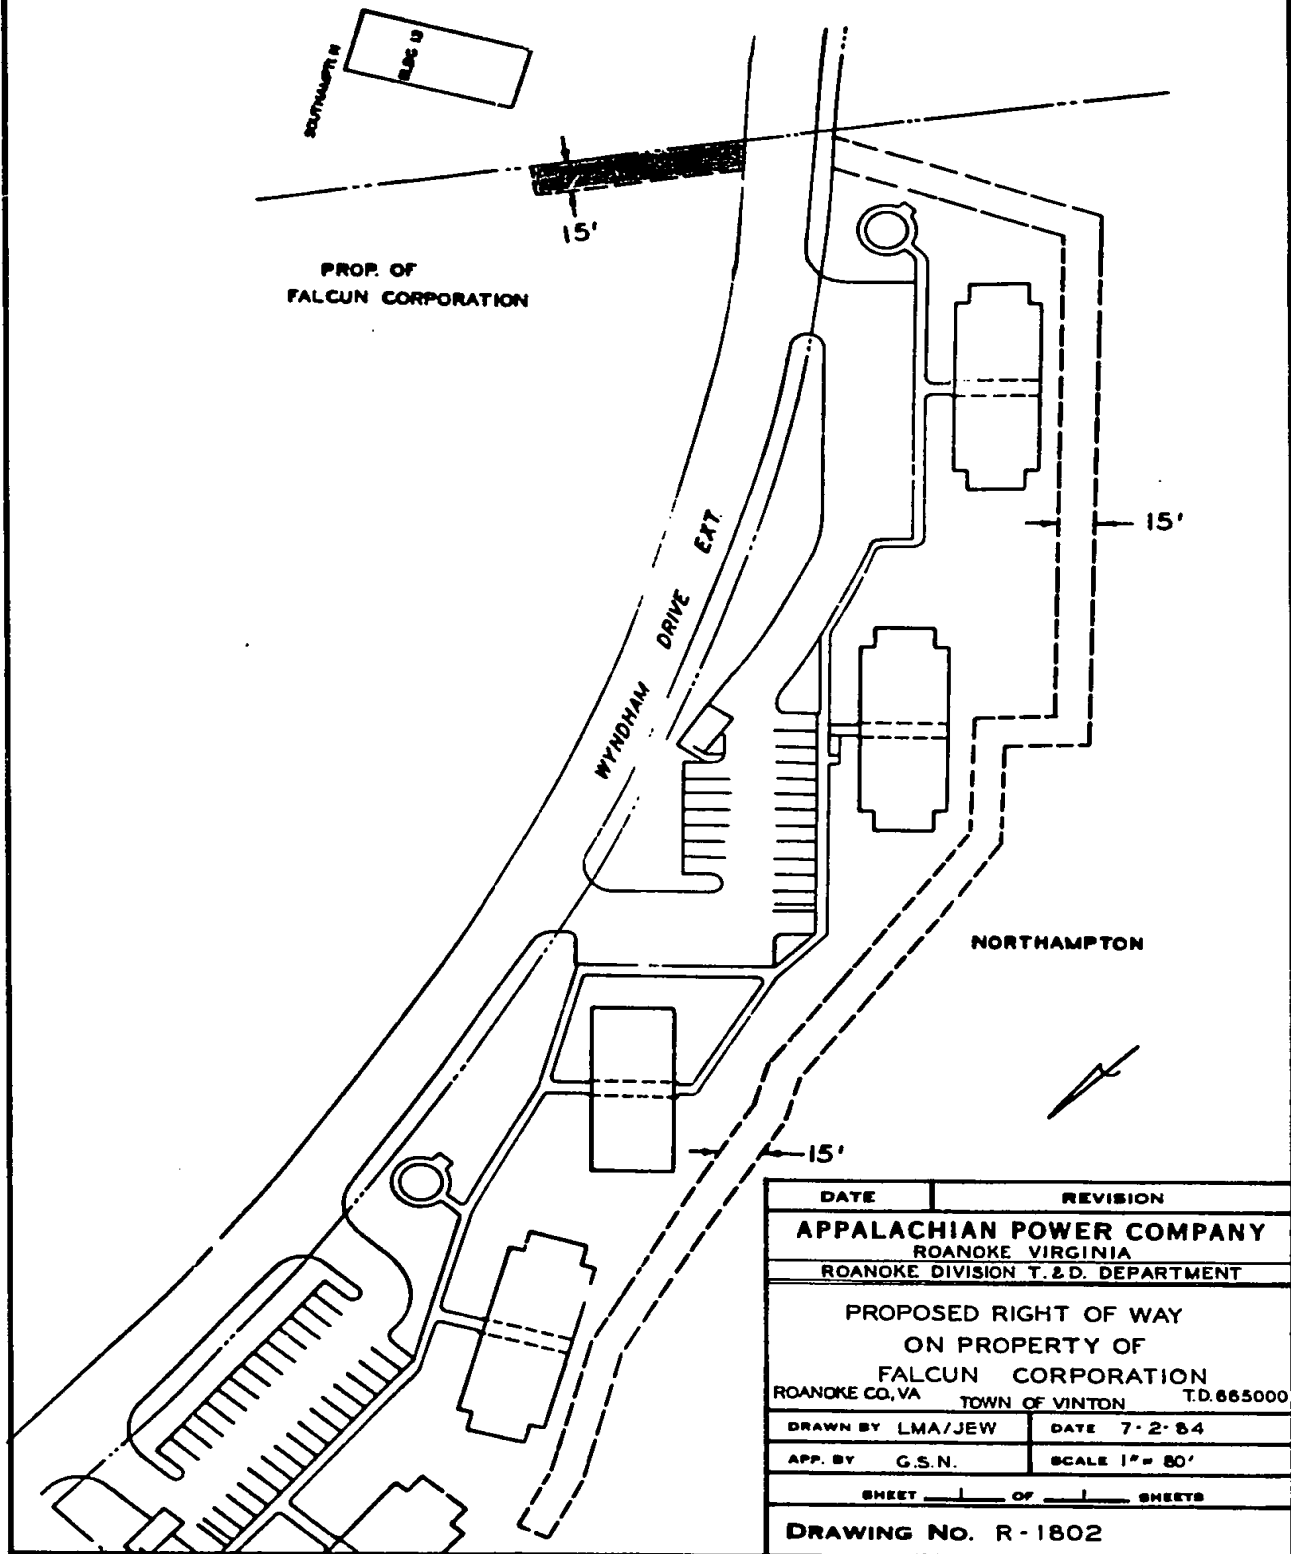 SOUTHAMPTN
BLDG 13
15'
PROP. OF
FALCUN CORPORATION
15'
WYNDHAM DRIVE EXT.
NORTHAMPTON
15'
DATE REVISION
APPALACHIAN POWER COMPANY
ROANOKE VIRGINIA
ROANOKE DIVISION T.&D. DEPARTMENT
PROPOSED RIGHT OF WAY
ON PROPERTY OF
FALCUN CORPORATION
ROANOKE CO, VA TOWN OF VINTON T.D. 665000
DRAWN BY LMA/JEW DATE 7-2-84
APP. BY G.S.N. SCALE 1"= 80'
SHEET 1 OF 1 SHEETS
DRAWING No. R-1802